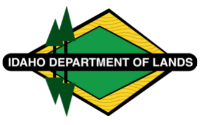 IDAHO DEPARTMENT OF LANDS